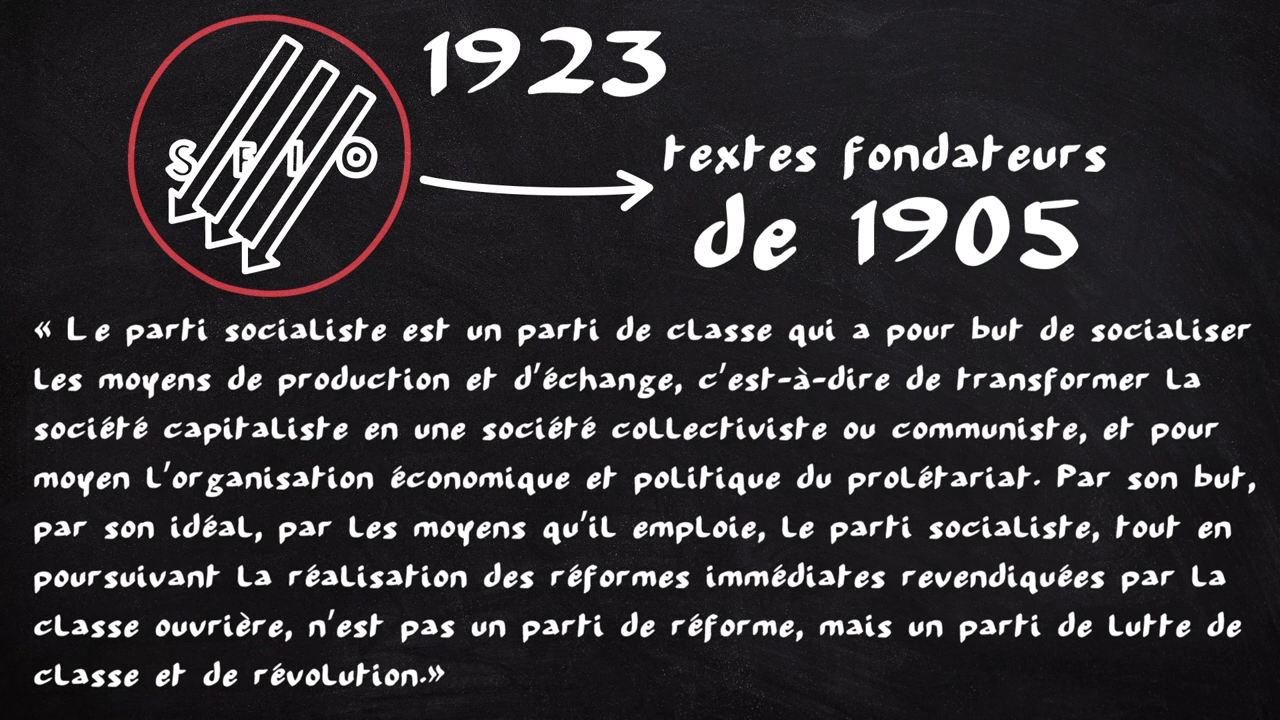 1923
S F I O
textes fondateurs
de 1905
« Le parti socialiste est un parti de classe qui a pour but de socialiser
les moyens de production et d'échange, c'est-à-dire de transformer la
société capitaliste en une société collectiviste ou communiste, et pour
moyen l'organisation économique et politique du prolétariat. Par son but,
par son idéal, par les moyens qu'il emploie, le parti socialiste, tout en
poursuivant la réalisation des réformes immédiates revendiquées par la
classe ouvrière, n'est pas un parti de réforme, mais un parti de lutte de
classe et de révolution.»